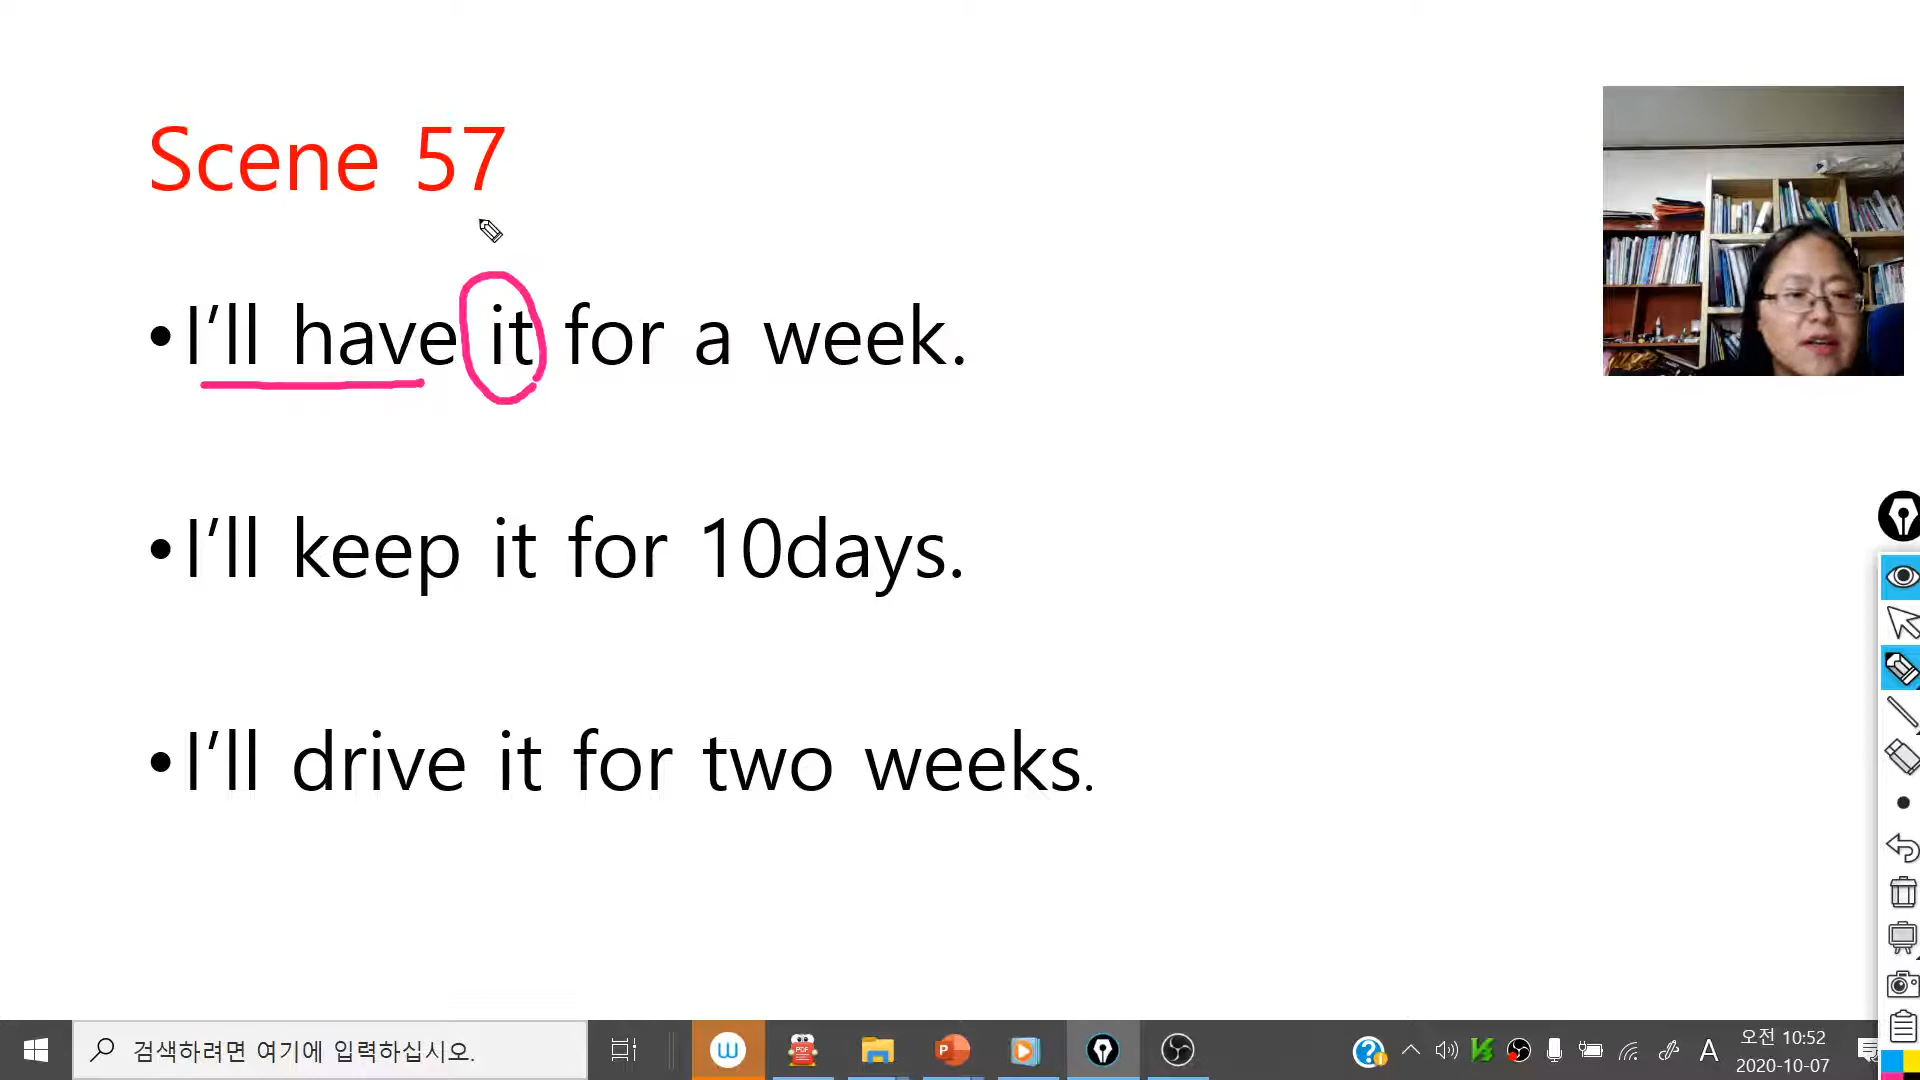 Scene 57
•I’ll have it for a week.
•I’ll keep it for 10days.
•I’ll drive it for two weeks.
검색하려면 여기에 입력하십시오.
A
오전 10:52
2020-10-07